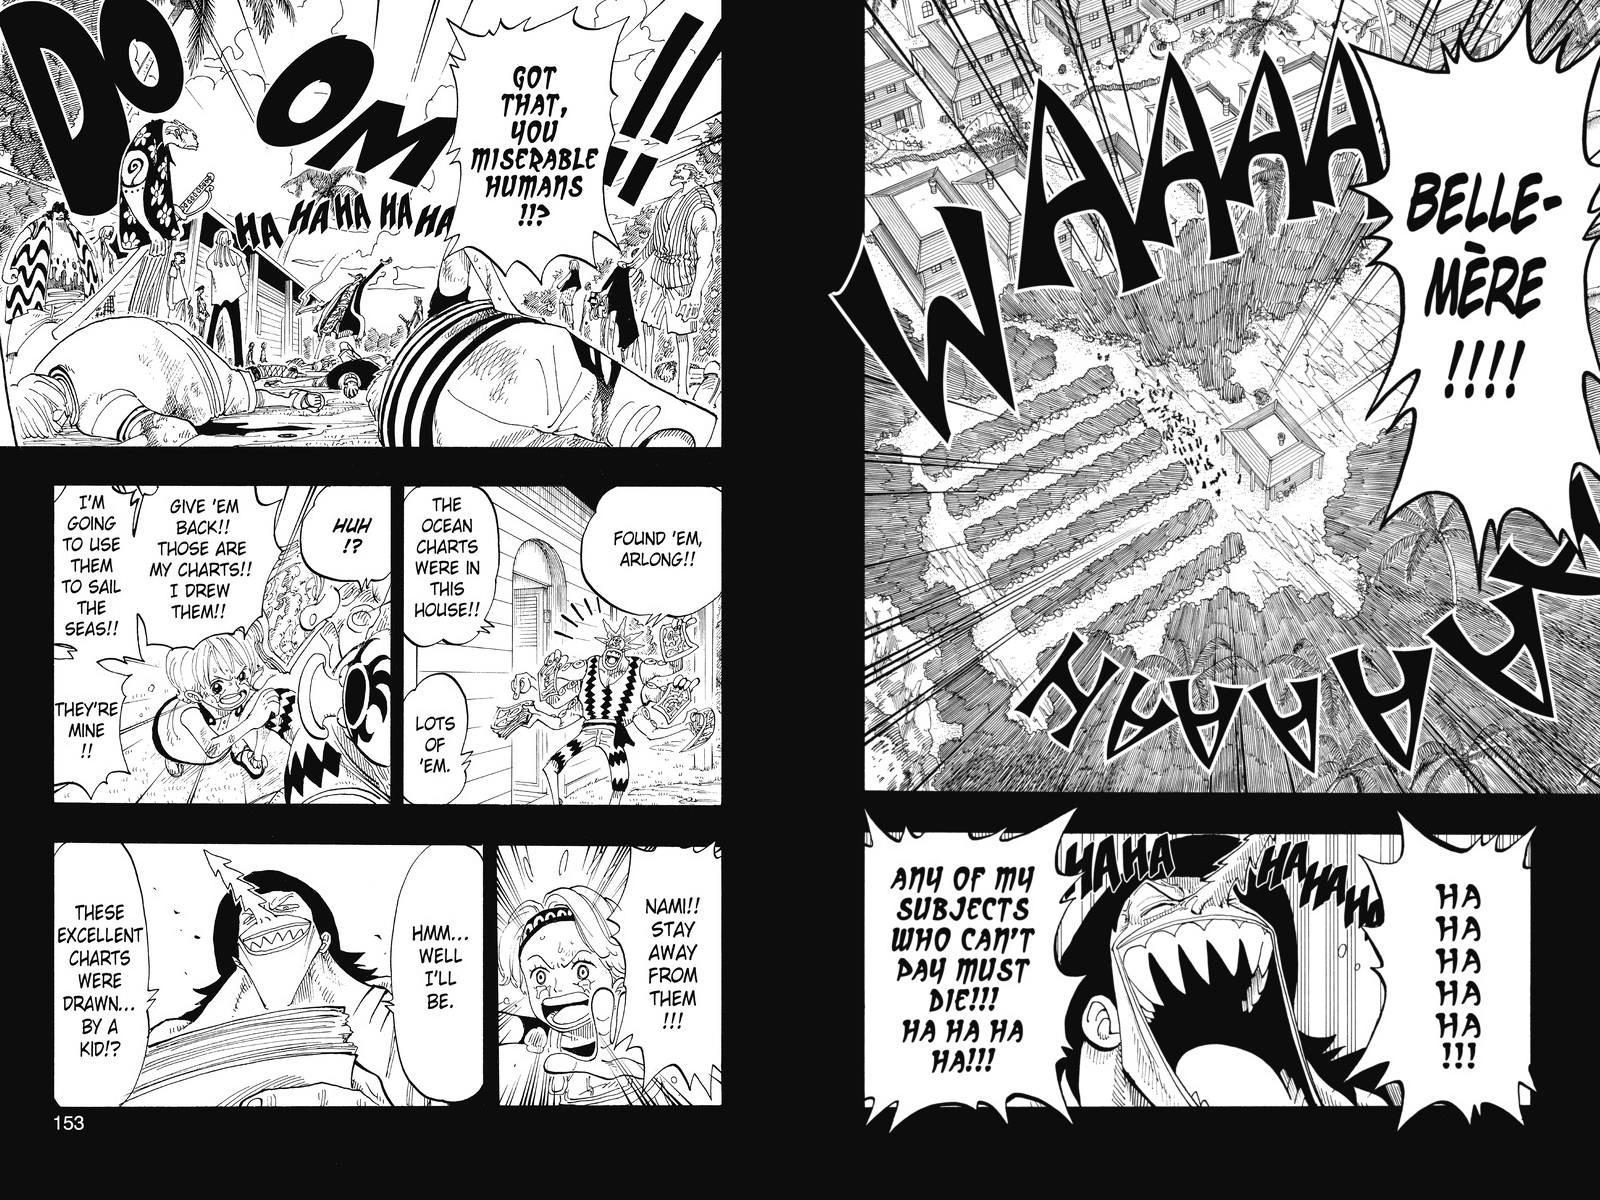 BELLE-
MÈRE
!!!!
WAAAA
HAAAAAA
HA
HA
HA
HA
HA
!!!
YAHA
HAHAHA
ANY OF MY
SUBJECTS
WHO CAN'T
PAY MUST
DIE!!!
HA HA HA
HA!!!
GOT
THAT,
YOU
MISERABLE
HUMANS
!!?
DOOM!!
HA HA HA HA HA
FOUND 'EM,
ARLONG!!
THE
OCEAN
CHARTS
WERE IN
THIS
HOUSE!!
LOTS
OF
'EM.
HUH
!?
GIVE 'EM
BACK!!
THOSE ARE
MY CHARTS!!
I DREW
THEM!!
I'M
GOING
TO USE
THEM
TO SAIL
THE
SEAS!!
THEY'RE
MINE
!!
NAMI!!
STAY
AWAY
FROM
THEM
!!!
HMM...
WELL
I'LL
BE.
THESE
EXCELLENT
CHARTS
WERE
DRAWN...
BY A
KID!?
153